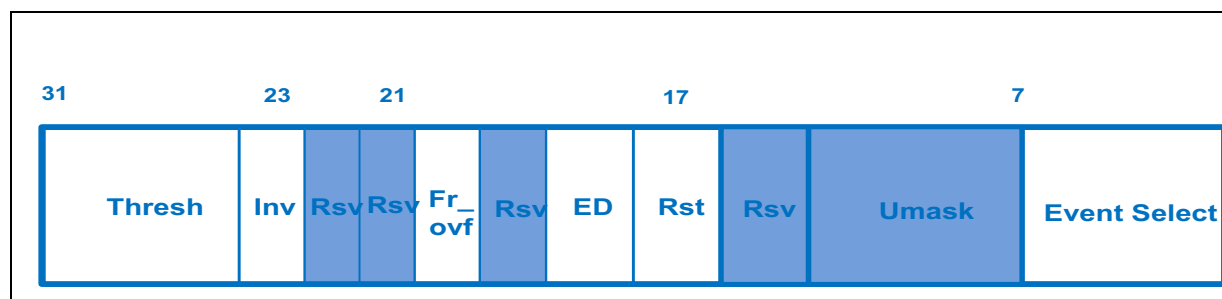 31 23 21 17 7
Thresh Inv Rsv Rsv Fr_ Rsv ED Rst Rsv Umask Event Select
ovf